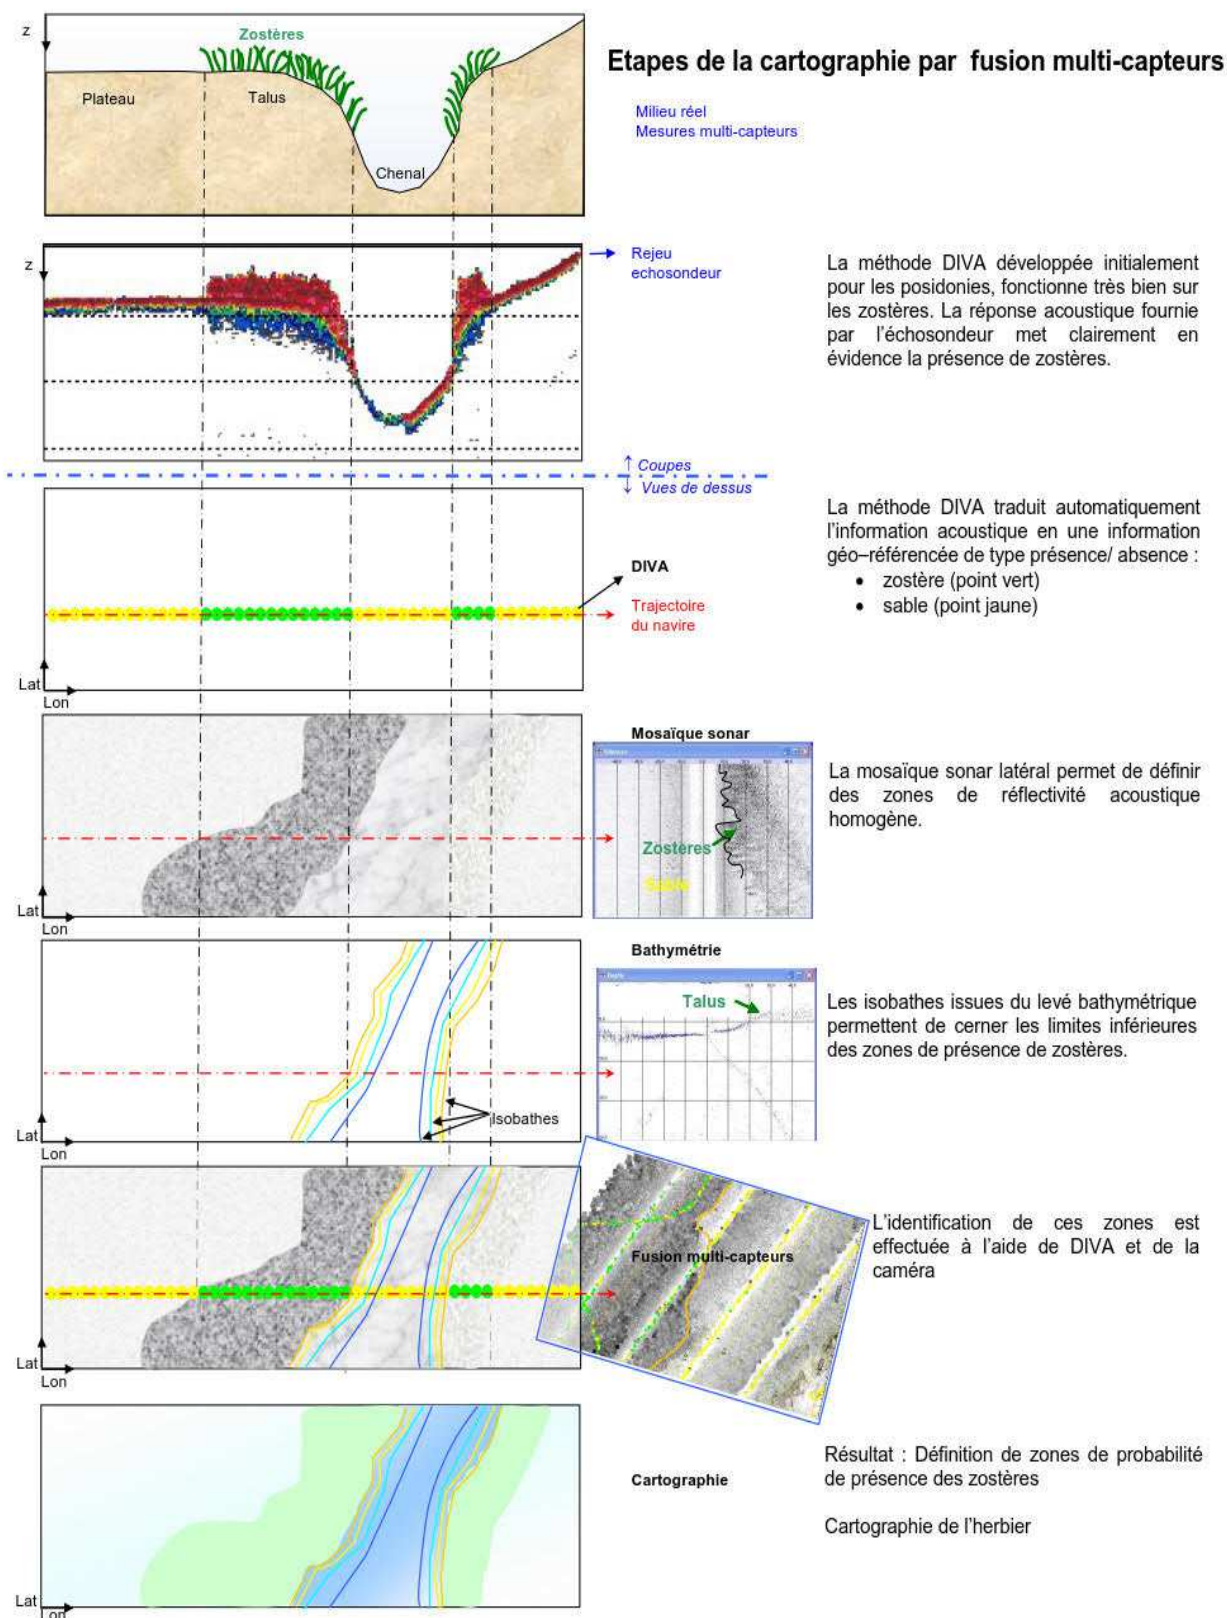 Etapes de la cartographie par fusion multi-capteurs
z
Zostères
Plateau
Talus
Chenal
Milieu réel
Mesures multi-capteurs
z
Rejeu
echosondeur
La méthode DIVA développée initialement
pour les posidonies, fonctionne très bien sur
les zostères. La réponse acoustique fournie
par l'échosondeur met clairement en
évidence la présence de zostères.
Coupes
Vues de dessus
DIVA
Trajectoire
du navire
Lat
Lon
La méthode DIVA traduit automatiquement
l'information acoustique en une information
géo–référencée de type présence/ absence :
• zostère (point vert)
• sable (point jaune)
Mosaïque sonar
Zostères
Sable
Lat
Lon
La mosaïque sonar latéral permet de définir
des zones de réflectivité acoustique
homogène.
Bathymétrie
Talus
Isobathes
Lat
Lon
Les isobathes issues du levé bathymétrique
permettent de cerner les limites inférieures
des zones de présence de zostères.
Fusion multi-capteurs
Lat
Lon
L'identification de ces zones est
effectuée à l'aide de DIVA et de la
caméra
Cartographie
Lat
Lon
Résultat : Définition de zones de probabilité
de présence des zostères
Cartographie de l'herbier